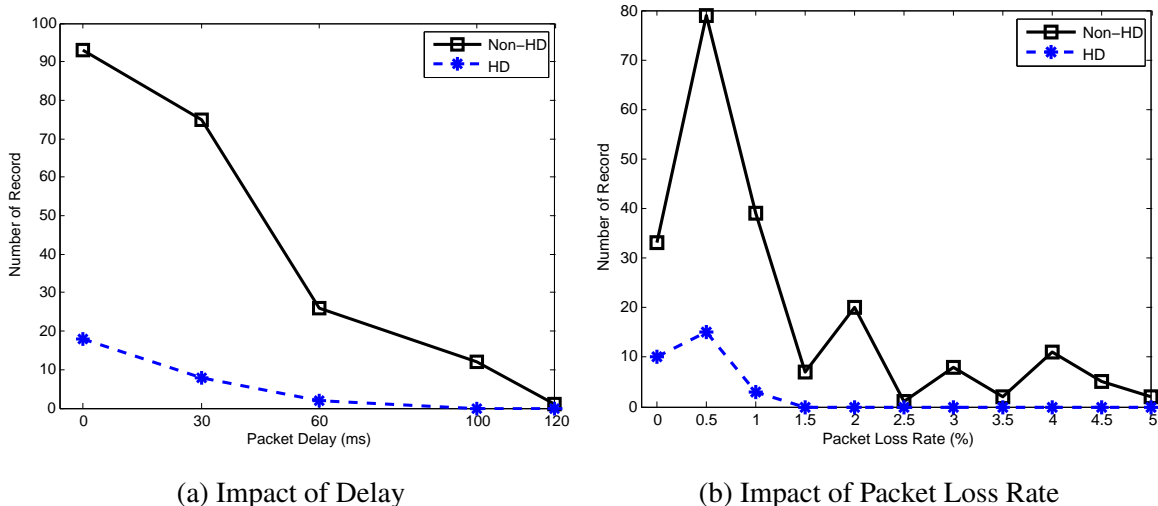 100
90
80
70
60
50
40
30
20
10
0
Number of Record
0 30 60 100 120
Packet Delay (ms)
Non-HD
HD
(a) Impact of Delay
80
70
60
50
40
30
20
10
0
Number of Record
0 0.5 1 1.5 2 2.5 3 3.5 4 4.5 5
Packet Loss Rate (%)
Non-HD
HD
(b) Impact of Packet Loss Rate